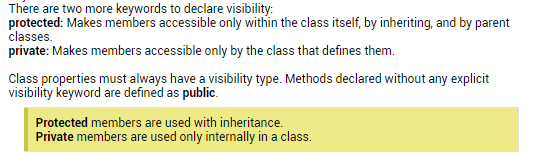 There are two more keywords to declare visibility:
protected: Makes members accessible only within the class itself, by inheriting, and by parent
classes.
private: Makes members accessible only by the class that defines them.
Class properties must always have a visibility type. Methods declared without any explicit
visibility keyword are defined as public.
Protected members are used with inheritance.
Private members are used only internally in a class.